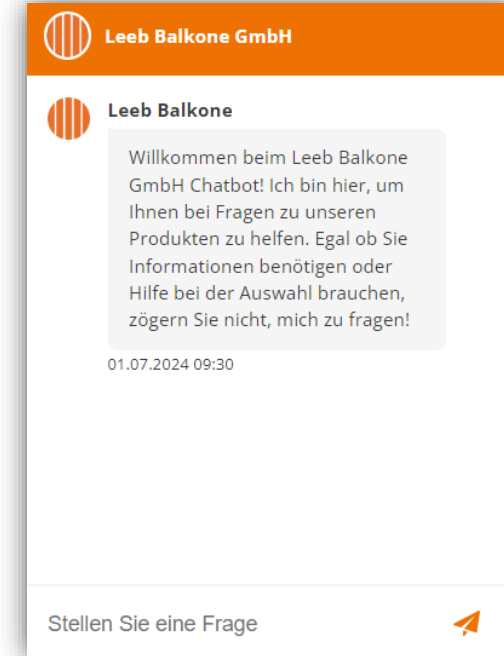 Leeb Balkone GmbH
Leeb Balkone
Willkommen beim Leeb Balkone
GmbH Chatbot! Ich bin hier, um
Ihnen bei Fragen zu unseren
Produkten zu helfen. Egal ob Sie
Informationen benötigen oder
Hilfe bei der Auswahl brauchen,
zögern Sie nicht, mich zu fragen!
01.07.2024 09:30
Stellen Sie eine Frage